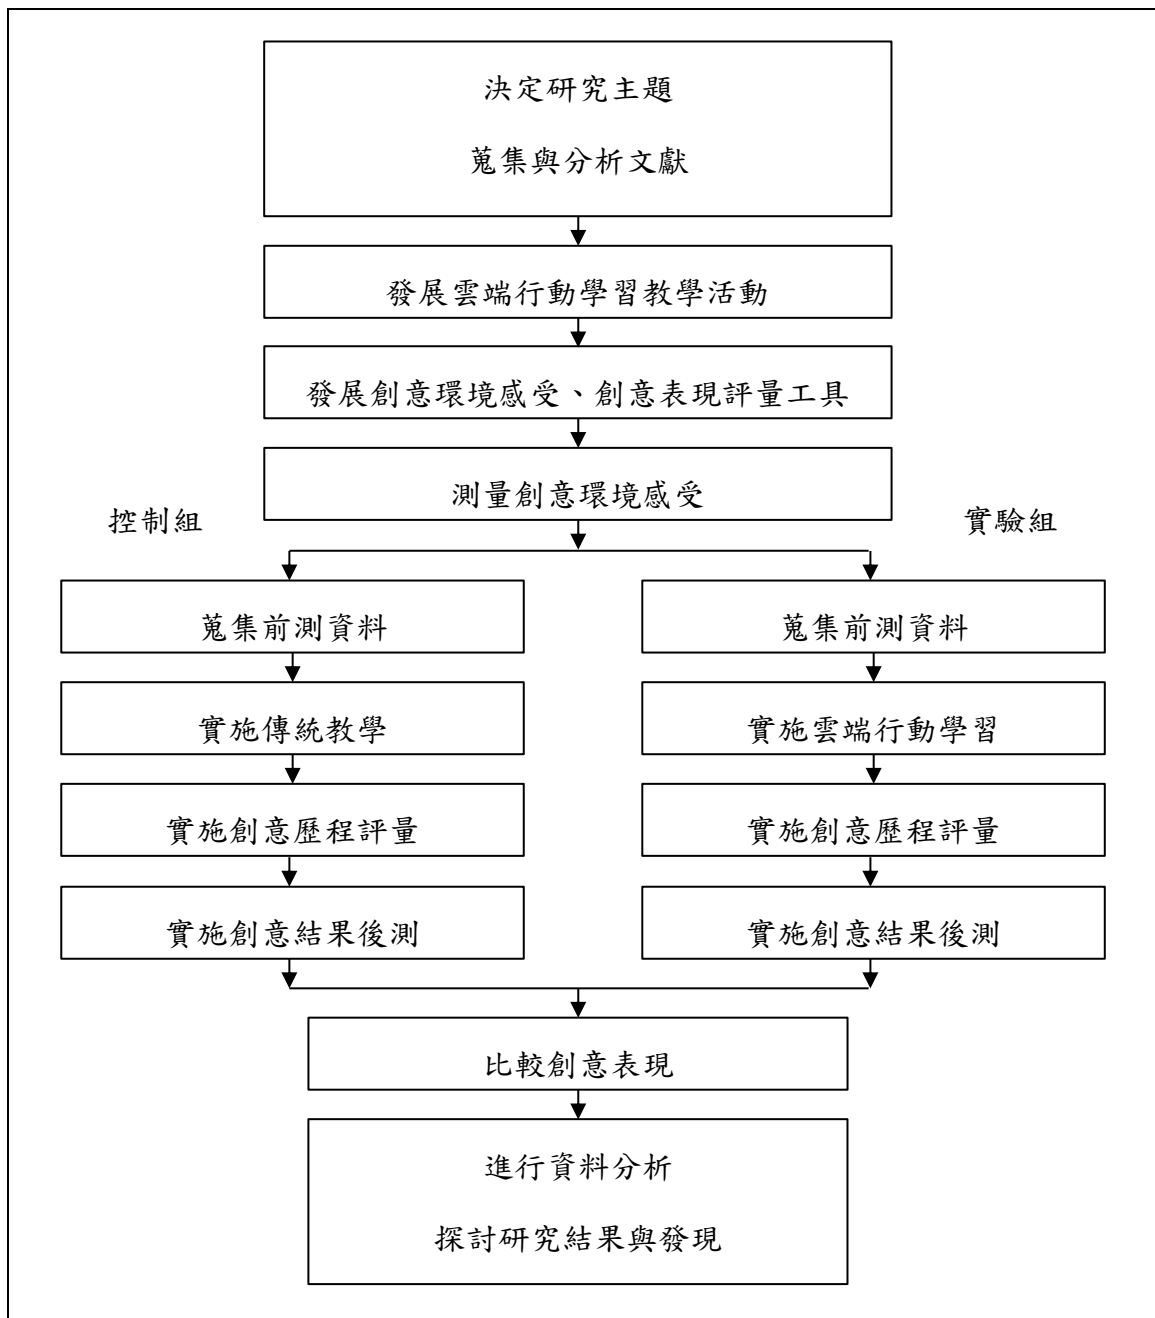 決定研究主題
蒐集與分析文獻
發展雲端行動學習教學活動
發展創意環境感受、創意表現評量工具
測量創意環境感受
控制組
實驗組
蒐集前測資料
蒐集前測資料
實施傳統教學
實施雲端行動學習
實施創意歷程評量
實施創意歷程評量
實施創意結果後測
實施創意結果後測
比較創意表現
進行資料分析
探討研究結果與發現